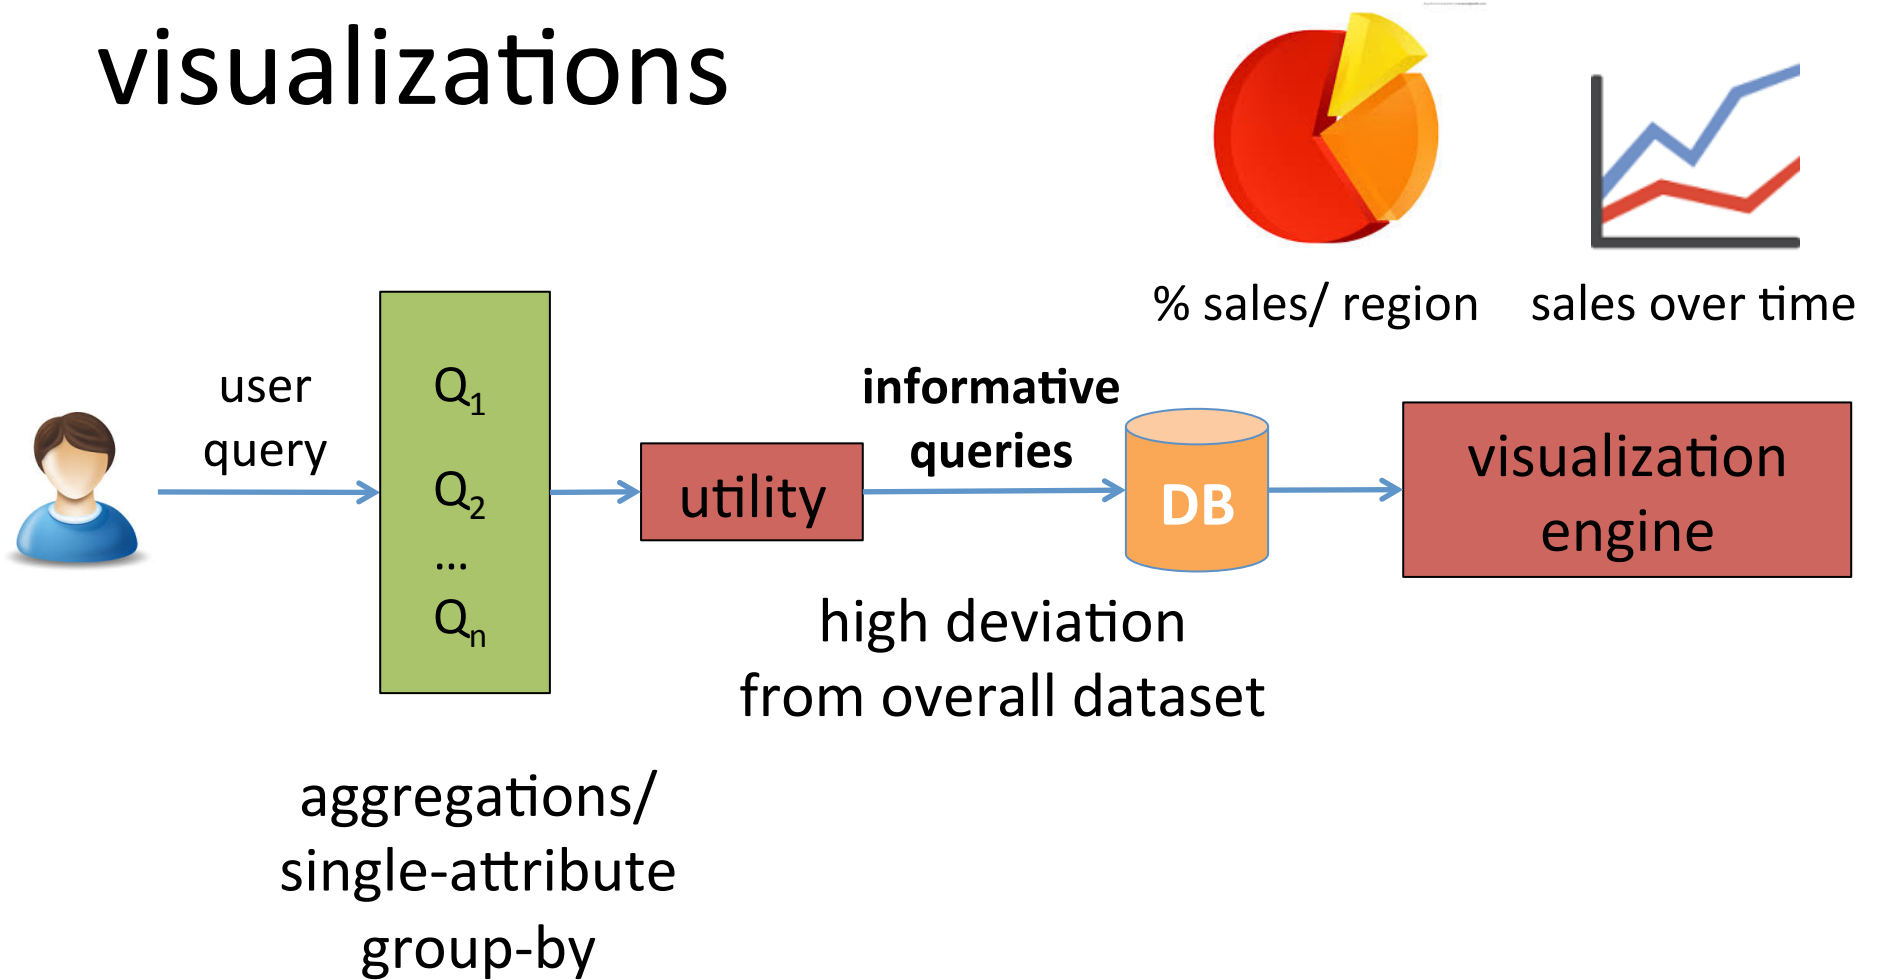 visualizations
% sales/ region
sales over time
user
query
Q1
Q2
...
Qn
utility
informative
queries
DB
visualization
engine
high deviation
from overall dataset
aggregations/
single-attribute
group-by